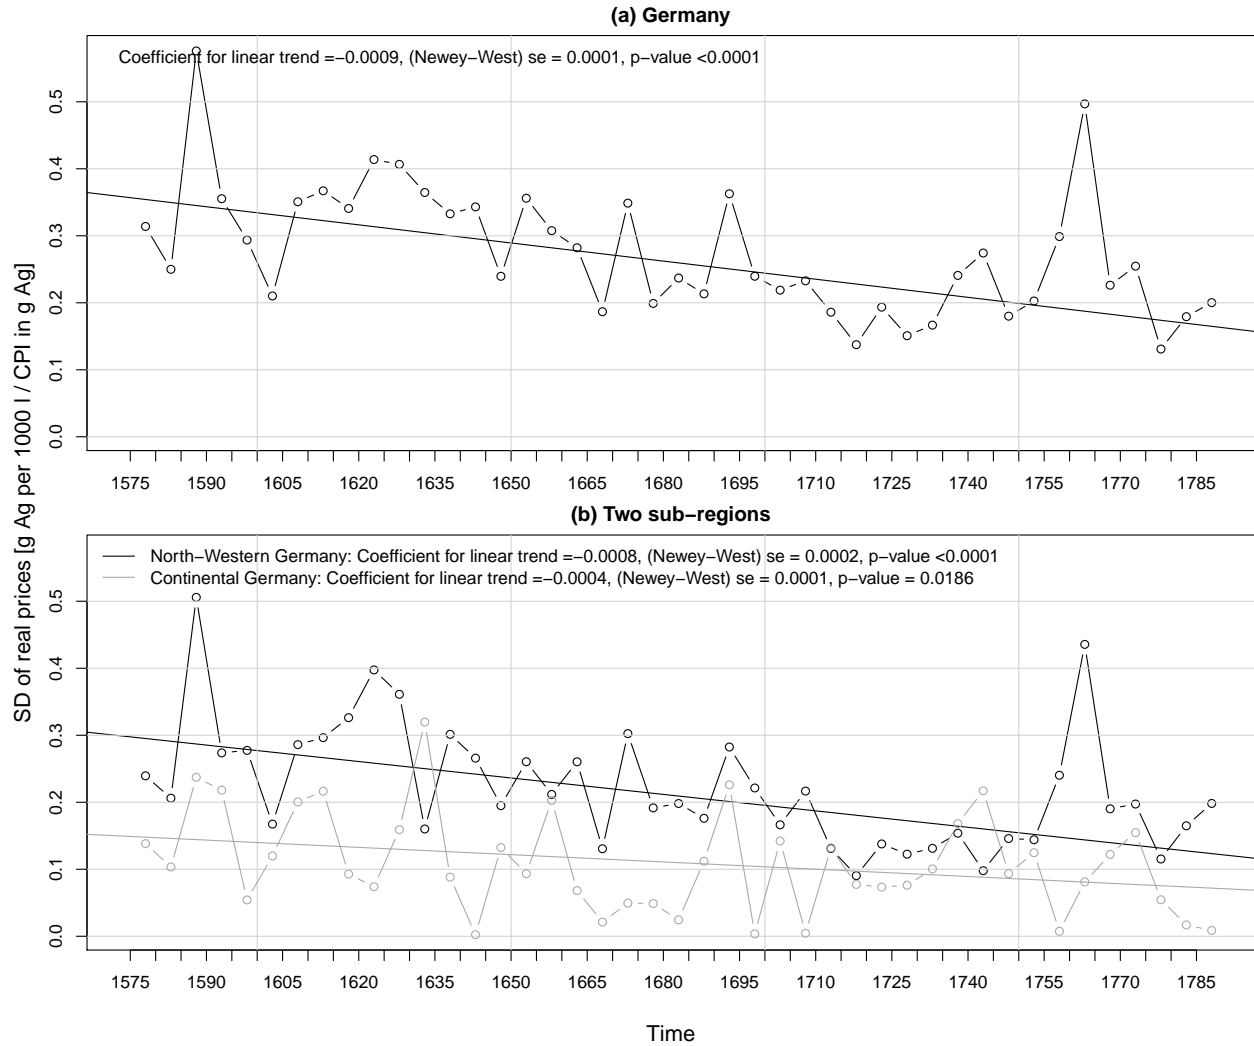 (a) Germany
Coefficient for linear trend =−0.0009, (Newey−West) se = 0.0001, p−value <0.0001
0.5
0.4
0.3
0.2
0.1
0.0
1575 1590 1605 1620 1635 1650 1665 1680 1695 1710 1725 1740 1755 1770 1785
SD of real prices [g Ag per 1000 l / CPI in g Ag]
(b) Two sub−regions
North−Western Germany: Coefficient for linear trend =−0.0008, (Newey−West) se = 0.0002, p−value <0.0001
Continental Germany: Coefficient for linear trend =−0.0004, (Newey−West) se = 0.0001, p−value = 0.0186
0.5
0.4
0.3
0.2
0.1
0.0
1575 1590 1605 1620 1635 1650 1665 1680 1695 1710 1725 1740 1755 1770 1785
Time